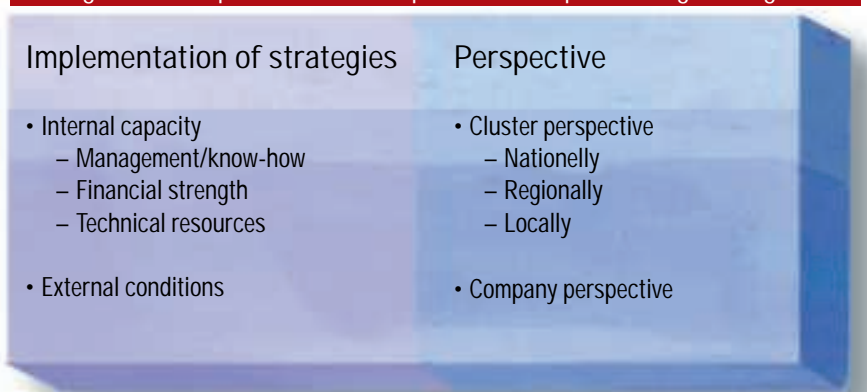 Implementation of strategies
• Internal capacity
– Management/know-how
– Financial strength
– Technical resources
• External conditions
Perspective
• Cluster perspective
– Nationelly
– Regionally
– Locally
• Company perspective